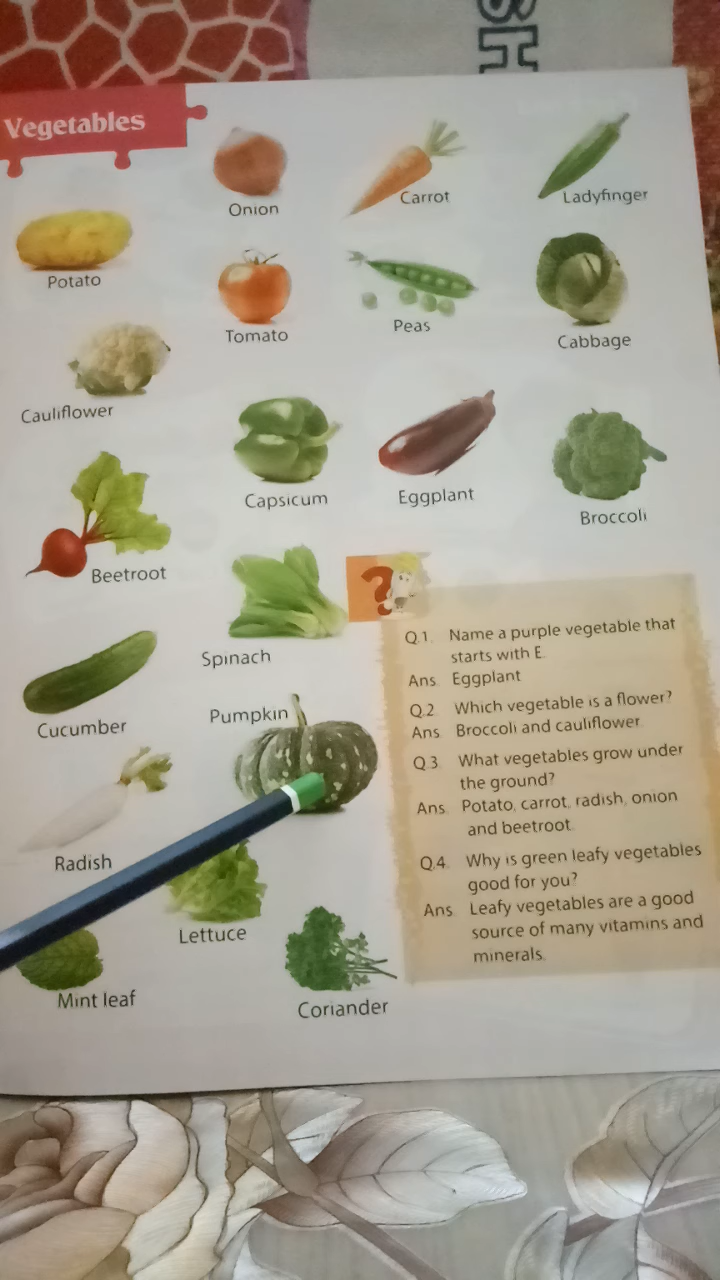 HS
Vegetables
Onion
Carrot
Ladyfinger
Potato
Tomato
Peas
Cabbage
Cauliflower
Capsicum
Eggplant
Broccoli
Beetroot
Spinach
Cucumber
Pumpkin
Radish
Lettuce
Mint leaf
Coriander
?
Q.1. Name a purple vegetable that
starts with E.
Ans. Eggplant
Q.2 Which vegetable is a flower?
Ans Broccoli and cauliflower
Q.3 What vegetables grow under
the ground?
Ans. Potato, carrot, radish, onion
and beetroot.
Q.4. Why is green leafy vegetables
good for you?
Ans Leafy vegetables are a good
source of many vitamins and
minerals.